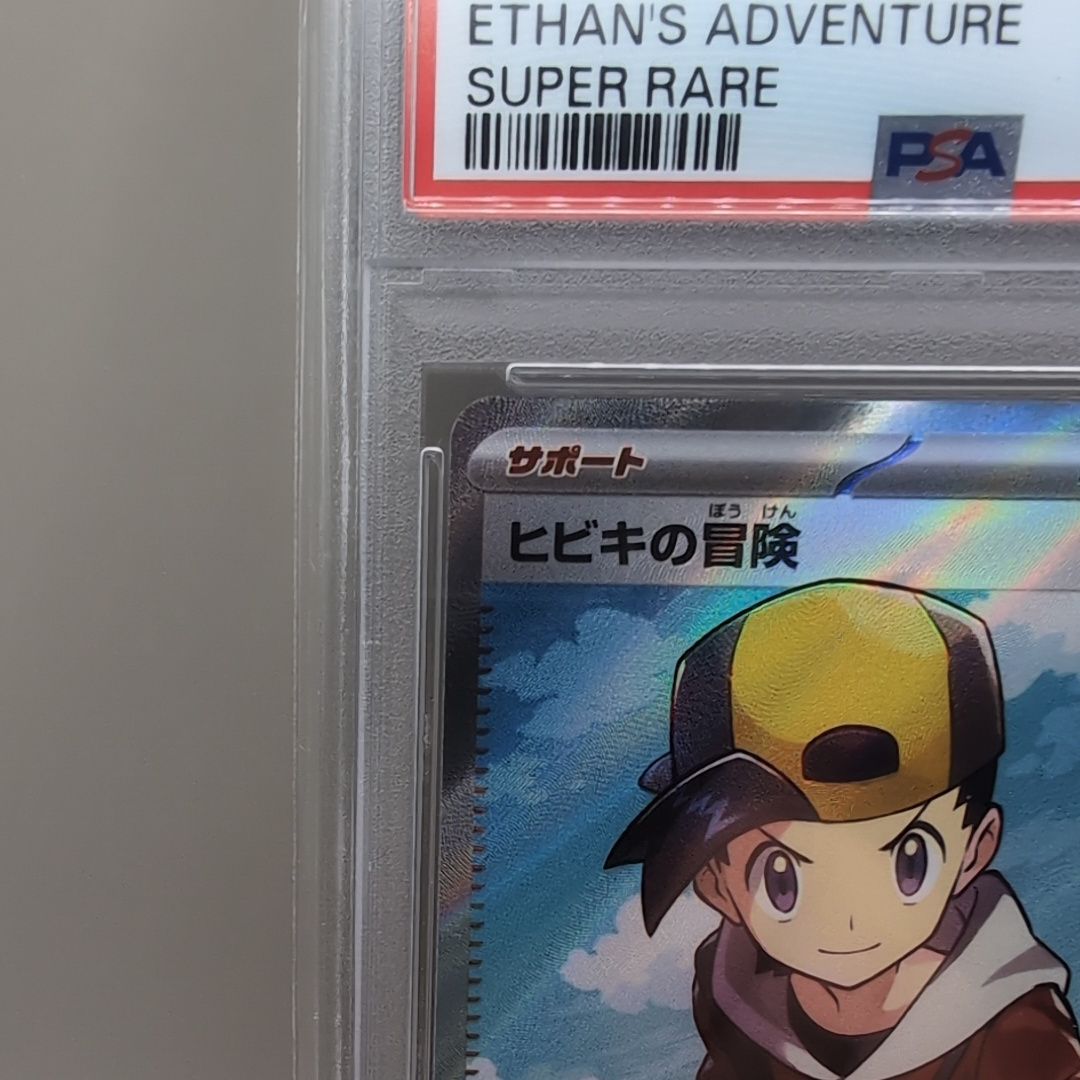 ETHAN'S ADVENTURE
SUPER RARE
PSA
サポート
ぼう けん
ヒビキの冒険